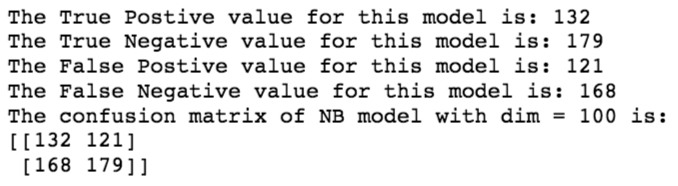 The True Postive value for this model is: 132
The True Negative value for this model is: 179
The False Postive value for this model is: 121
The False Negative value for this model is: 168
The confusion matrix of NB model with dim = 100 is:
[[132 121]
 [168 179]]